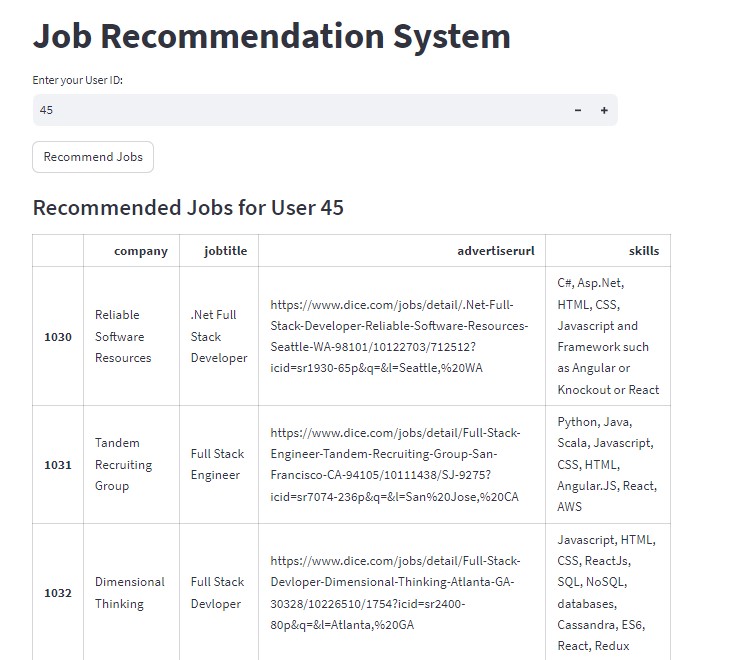 Job Recommendation System
Enter your User ID:
45
Recommend Jobs
Recommended Jobs for User 45
company jobtitle advertiserurl skills
1030
Reliable
Software
Resources
.Net Full
Stack
Developer
https://www.dice.com/jobs/detail/.Net-Full-
Stack-Developer-Reliable-Software-Resources-
Seattle-WA-98101/10122703/712512?
icid=sr1930-65p&q=&l=Seattle,%20WA
C#, Asp.Net,
HTML, CSS,
Javascript and
Framework such
as Angular or
Knockout or React
1031
Tandem
Recruiting
Group
Full Stack
Engineer
https://www.dice.com/jobs/detail/Full-Stack-
Engineer-Tandem-Recruiting-Group-San-
Francisco-CA-94105/10111438/SJ-9275?
icid=sr7074-236p&q=&l=San%20Jose,%20CA
Python, Java,
Scala, Javascript,
CSS, HTML,
Angular.JS, React,
AWS
1032
Dimensional
Thinking
Full Stack
Devloper
https://www.dice.com/jobs/detail/Full-Stack-
Devloper-Dimensional-Thinking-Atlanta-GA-
30328/10226510/1754?icid=sr2400-
80p&q=&l=Atlanta,%20GA
Javascript, HTML,
CSS, ReactJs,
SQL, NoSQL,
databases,
Cassandra, ES6,
React, Redux